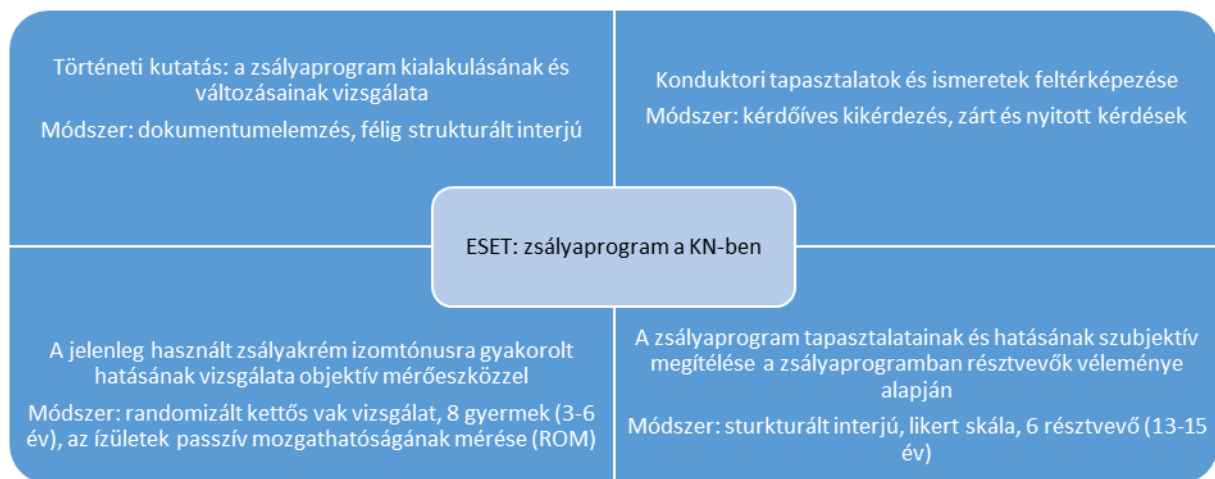 Történeti kutatás: a zsályaprogram kialakulásának és
változásainak vizsgálata
Módszer: dokumentumelemzés, félig strukturált interjú
Konduktori tapasztalatok és ismeretek feltérképezése
Módszer: kérdőíves kikérdezés, zárt és nyitott kérdések
ESET: zsályaprogram a KN-ben
A jelenleg használt zsályakrém izomtónusra gyakorolt
hatásának vizsgálata objektív mérőeszközzel
Módszer: randomizált kettős vak vizsgálat, 8 gyermek (3-6
év), az ízületek passzív mozgathatóságának mérése (ROM)
A zsályaprogram tapasztalatainak és hatásának szubjektív
megítélése a zsályaprogramban résztvevők véleménye
alapján
Módszer: sturkturált interjú, likert skála, 6 résztvevő (13-15
év)